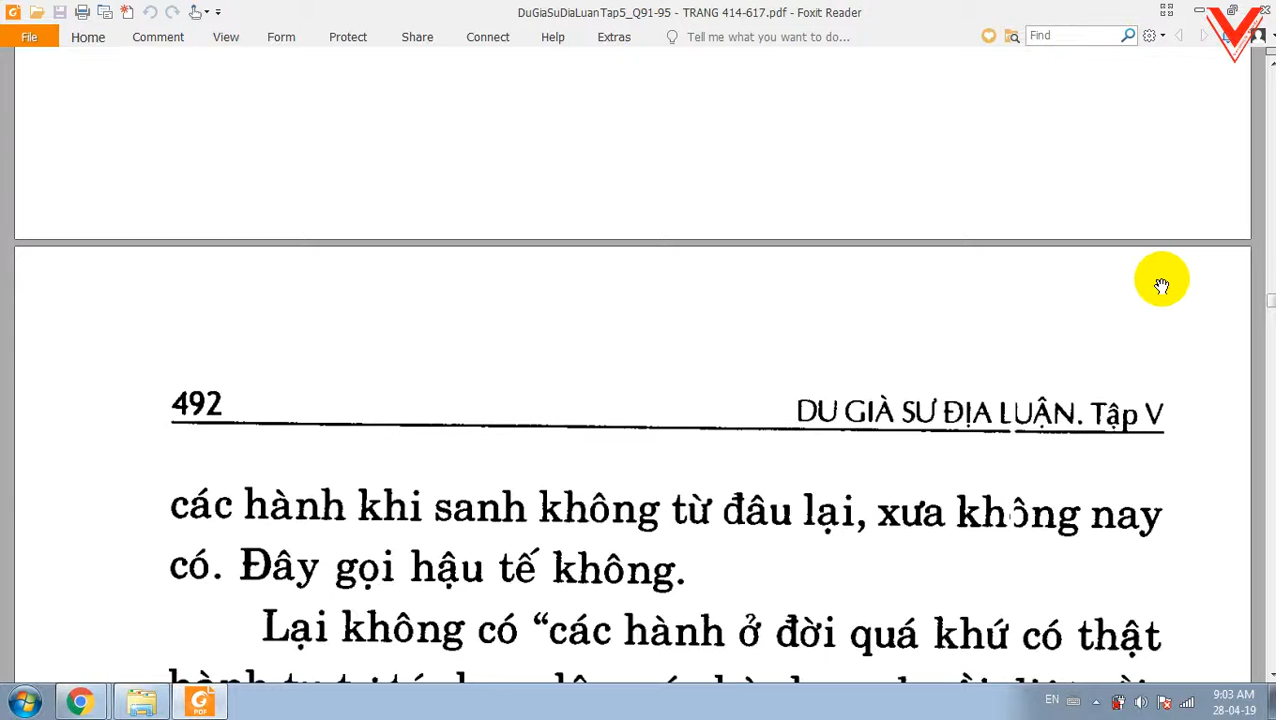 DuGiaSuDiaLuanTap5_Q91-95 - TRANG 414-617.pdf - Foxit Reader
File Home Comment View Form Protect Share Connect Help Extras Tell me what you want to do... Find
492 DU GIÀ SƯ ĐỊA LUẬN. Tập V
các hành khi sanh không từ đâu lại, xưa không nay
có. Đây gọi hậu tế không.
Lại không có “các hành ở đời quá khứ có thật
EN 9:03 AM
28-04-19